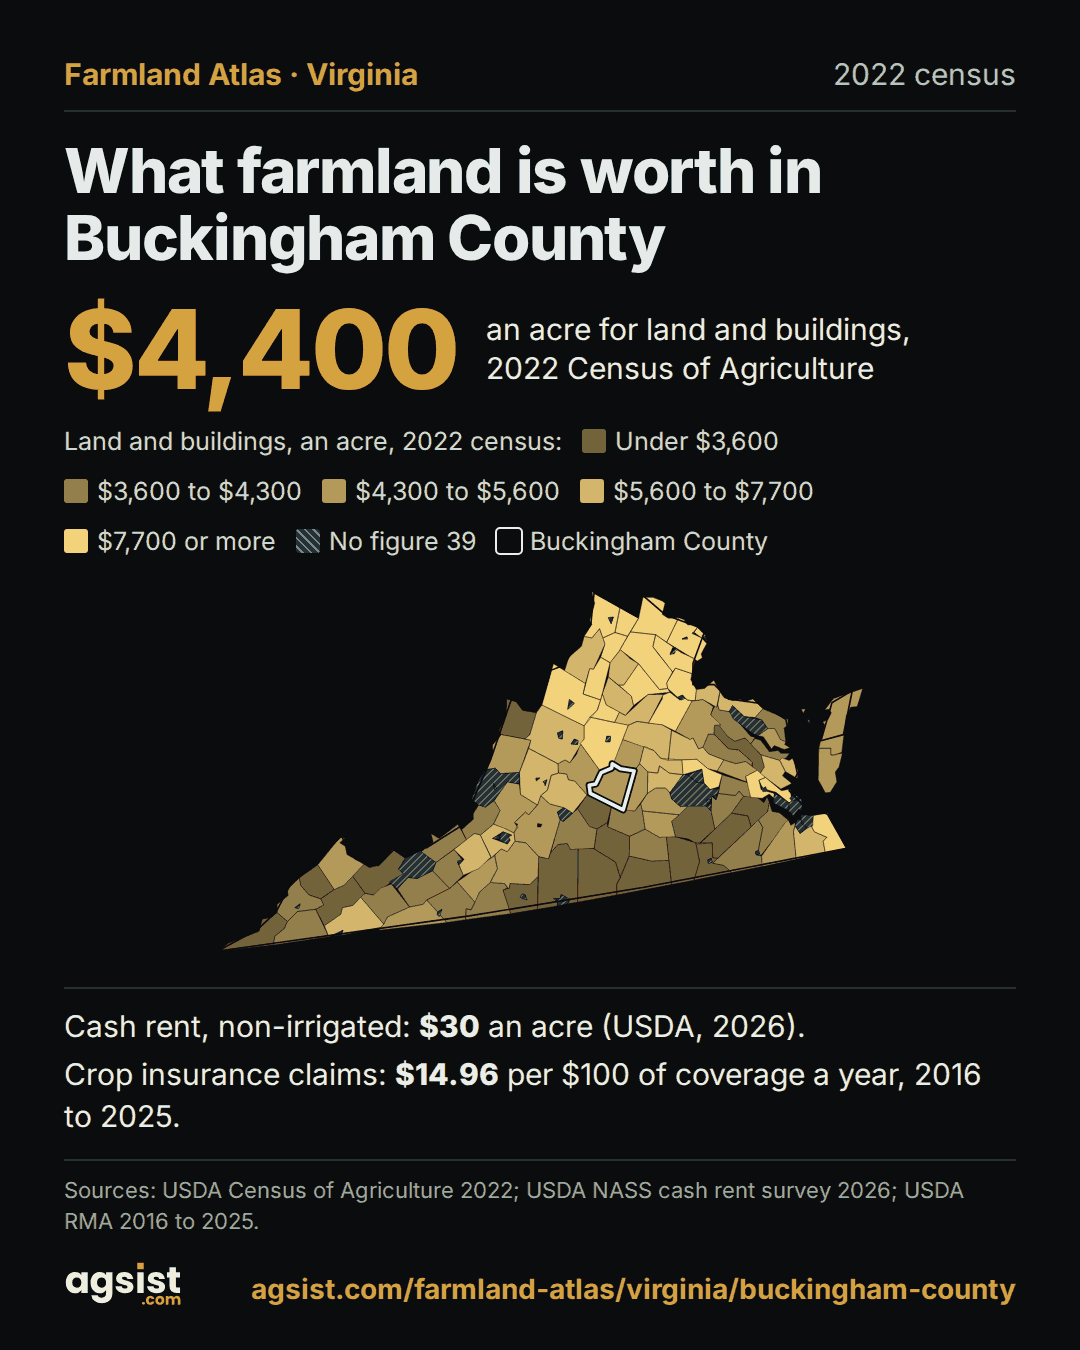 Farmland Atlas · Virginia
2022 census
What farmland is worth in
Buckingham County
$4,400
an acre for land and buildings,
2022 Census of Agriculture
Land and buildings, an acre, 2022 census: Under $3,600
$3,600 to $4,300 $4,300 to $5,600 $5,600 to $7,700
$7,700 or more No figure 39 Buckingham County
Cash rent, non-irrigated: $30 an acre (USDA, 2026).
Crop insurance claims: $14.96 per $100 of coverage a year, 2016
to 2025.
Sources: USDA Census of Agriculture 2022; USDA NASS cash rent survey 2026; USDA
RMA 2016 to 2025.
agsist
.com
agsist.com/farmland-atlas/virginia/buckingham-county